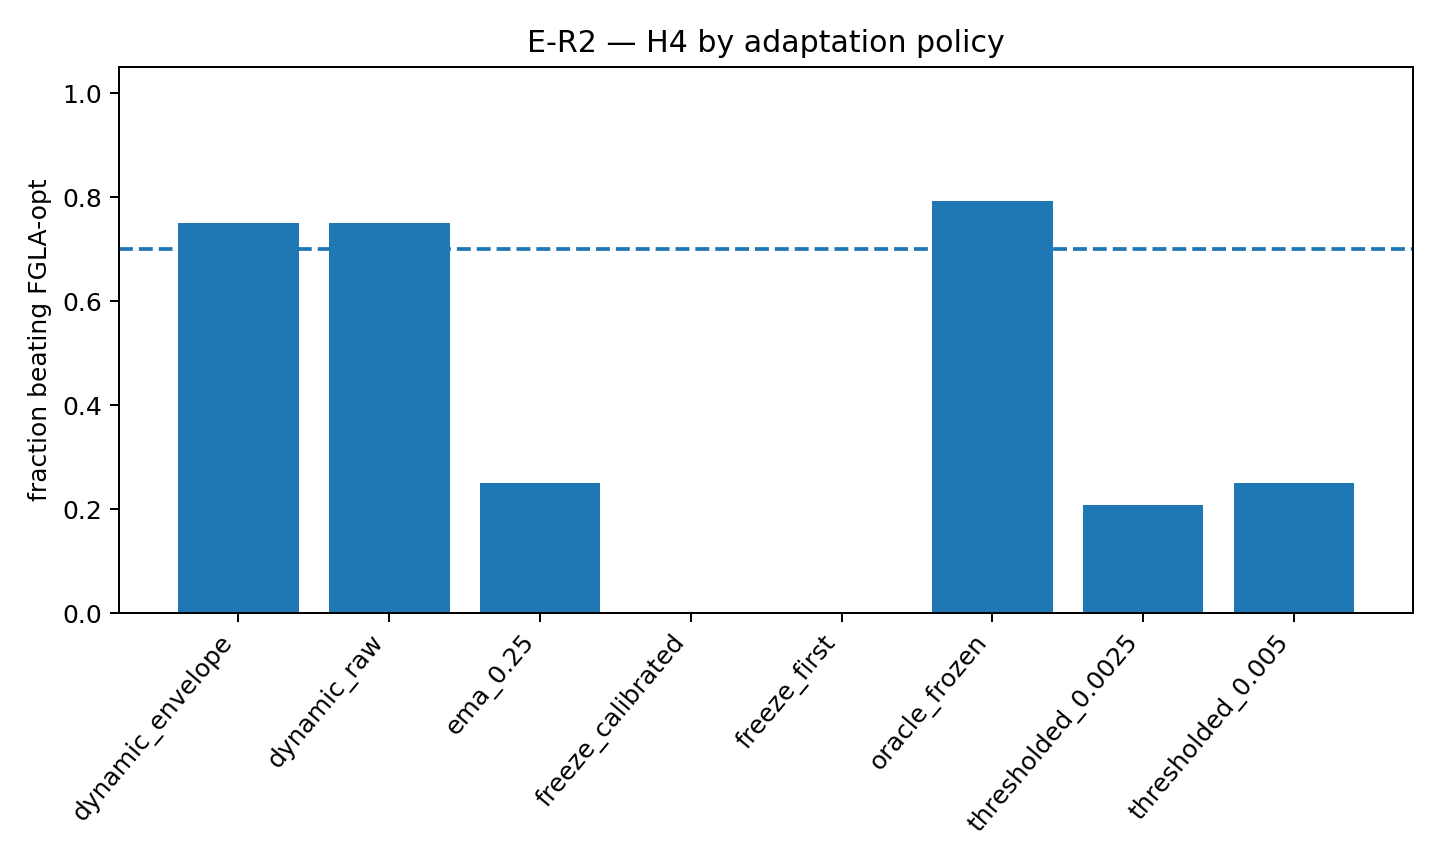 E-R2 — H4 by adaptation policy
fraction beating FGLA-opt
1.0
0.8
0.6
0.4
0.2
0.0
dynamic_envelope
dynamic_raw
ema_0.25
freeze_calibrated
freeze_first
oracle_frozen
thresholded_0.0025
thresholded_0.005